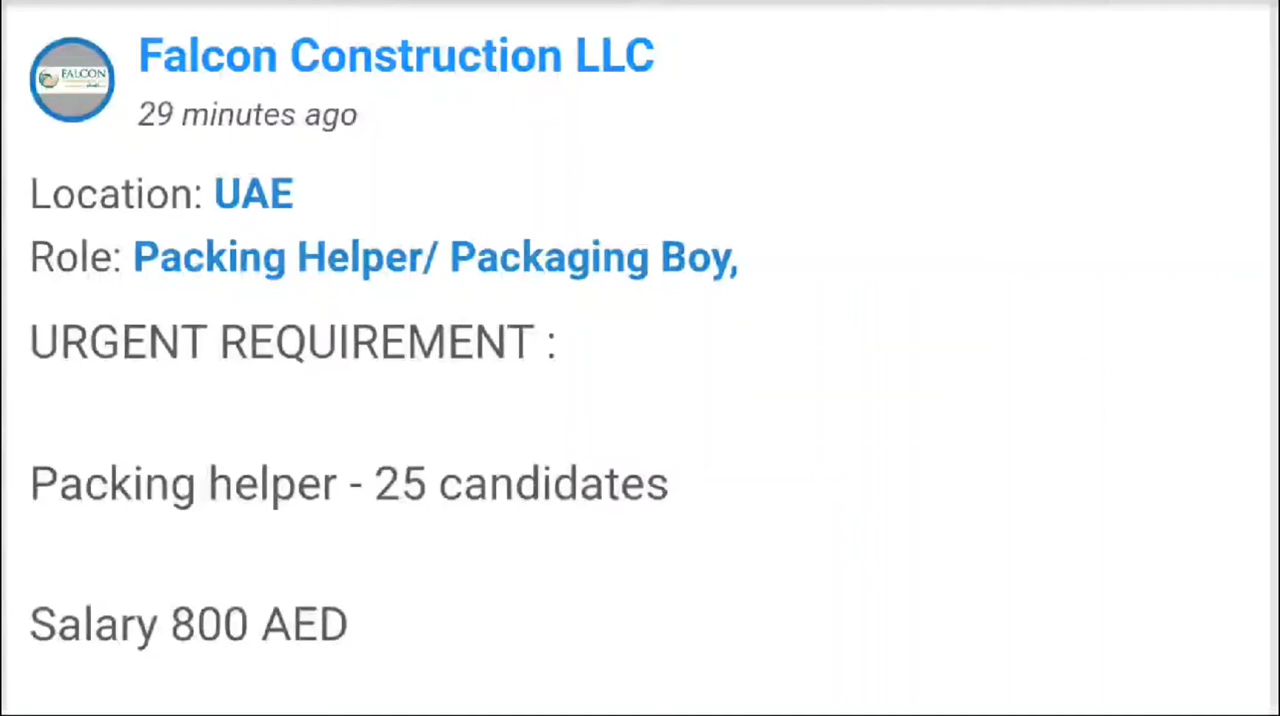 FALCON
Falcon Construction LLC
29 minutes ago
Location: UAE
Role: Packing Helper/ Packaging Boy,
URGENT REQUIREMENT :
Packing helper - 25 candidates
Salary 800 AED